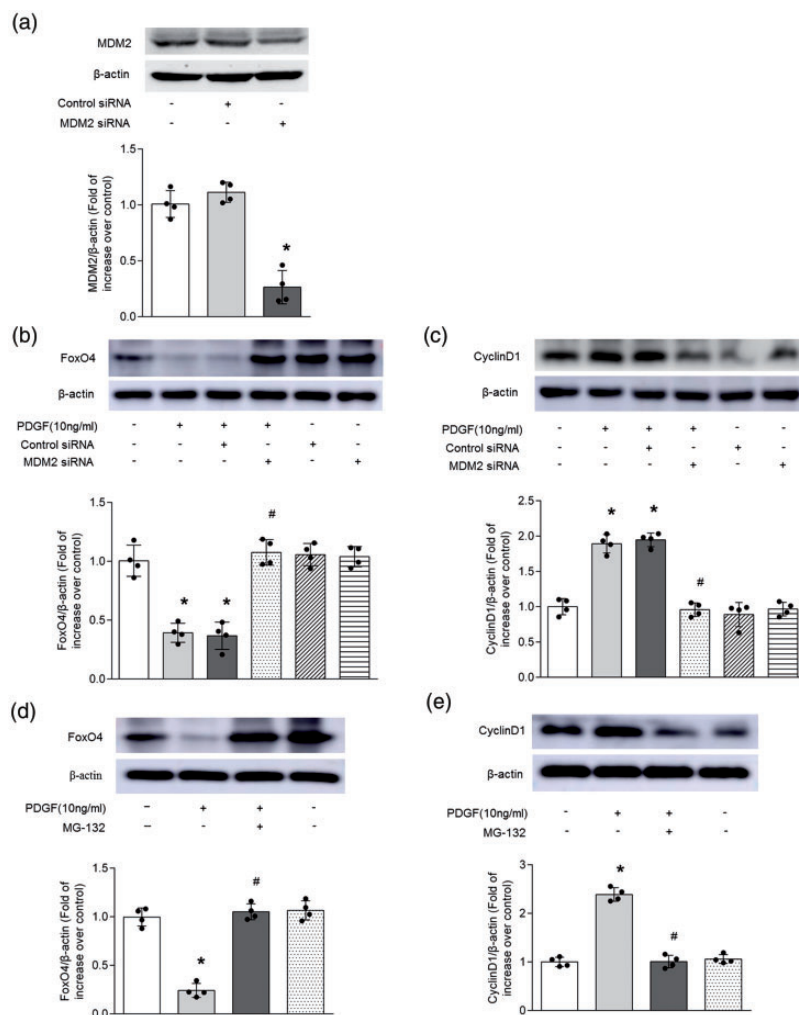 (a)
MDM2
β-actin
Control siRNA - + -
MDM2 siRNA - - +
MDM2/β-actin (Fold of
increase over control)
1.5
1.0
0.5
0.0
*
(b)
FoxO4
β-actin
PDGF(10ng/ml) - + + + - -
Control siRNA - - + - + -
MDM2 siRNA - - - + - +
FoxO4/β-actin (Fold of
increase over control)
1.5
1.0
0.5
0.0
* * #
(c)
CyclinD1
β-actin
PDGF(10ng/ml) - + + + - -
Control siRNA - - + - + -
MDM2 siRNA - - - + - +
CyclinD1/β-actin (Fold of
increase over control)
2.5
2.0
1.5
1.0
0.5
0.0
* * #
(d)
FoxO4
β-actin
PDGF(10ng/ml) - + + -
MG-132 - - + -
FoxO4/β-actin (Fold of
increase over control)
1.5
1.0
0.5
0.0
* #
(e)
CyclinD1
β-actin
PDGF(10ng/ml) - + + -
MG-132 - - + -
CyclinD1/β-actin (Fold of
increase over control)
3
2
1
0
* #